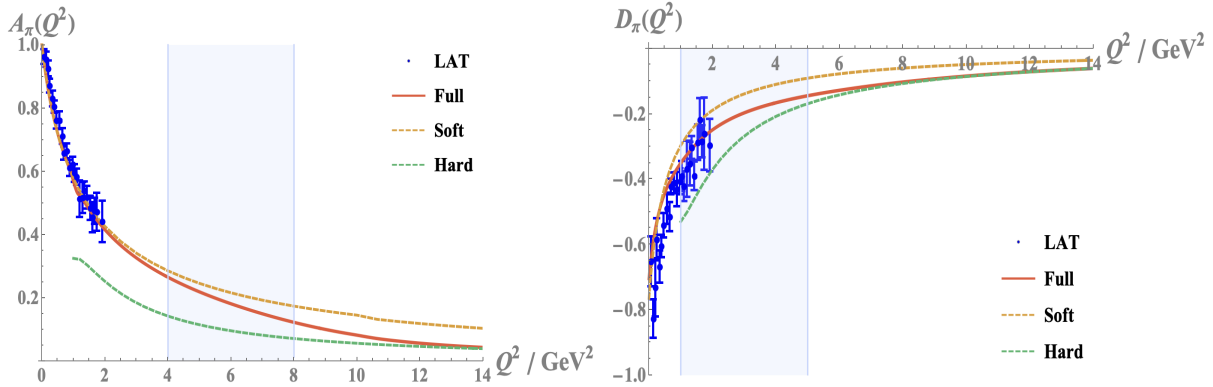 A_π(Q²)
1.0
0.8
0.6
0.4
0.2
0 2 4 6 8 10 12 14
Q² / GeV²
LAT
Full
Soft
Hard
D_π(Q²)
Q² / GeV²
2 4 6 8 10 12 14
-0.2
-0.4
-0.6
-0.8
-1.0
LAT
Full
Soft
Hard